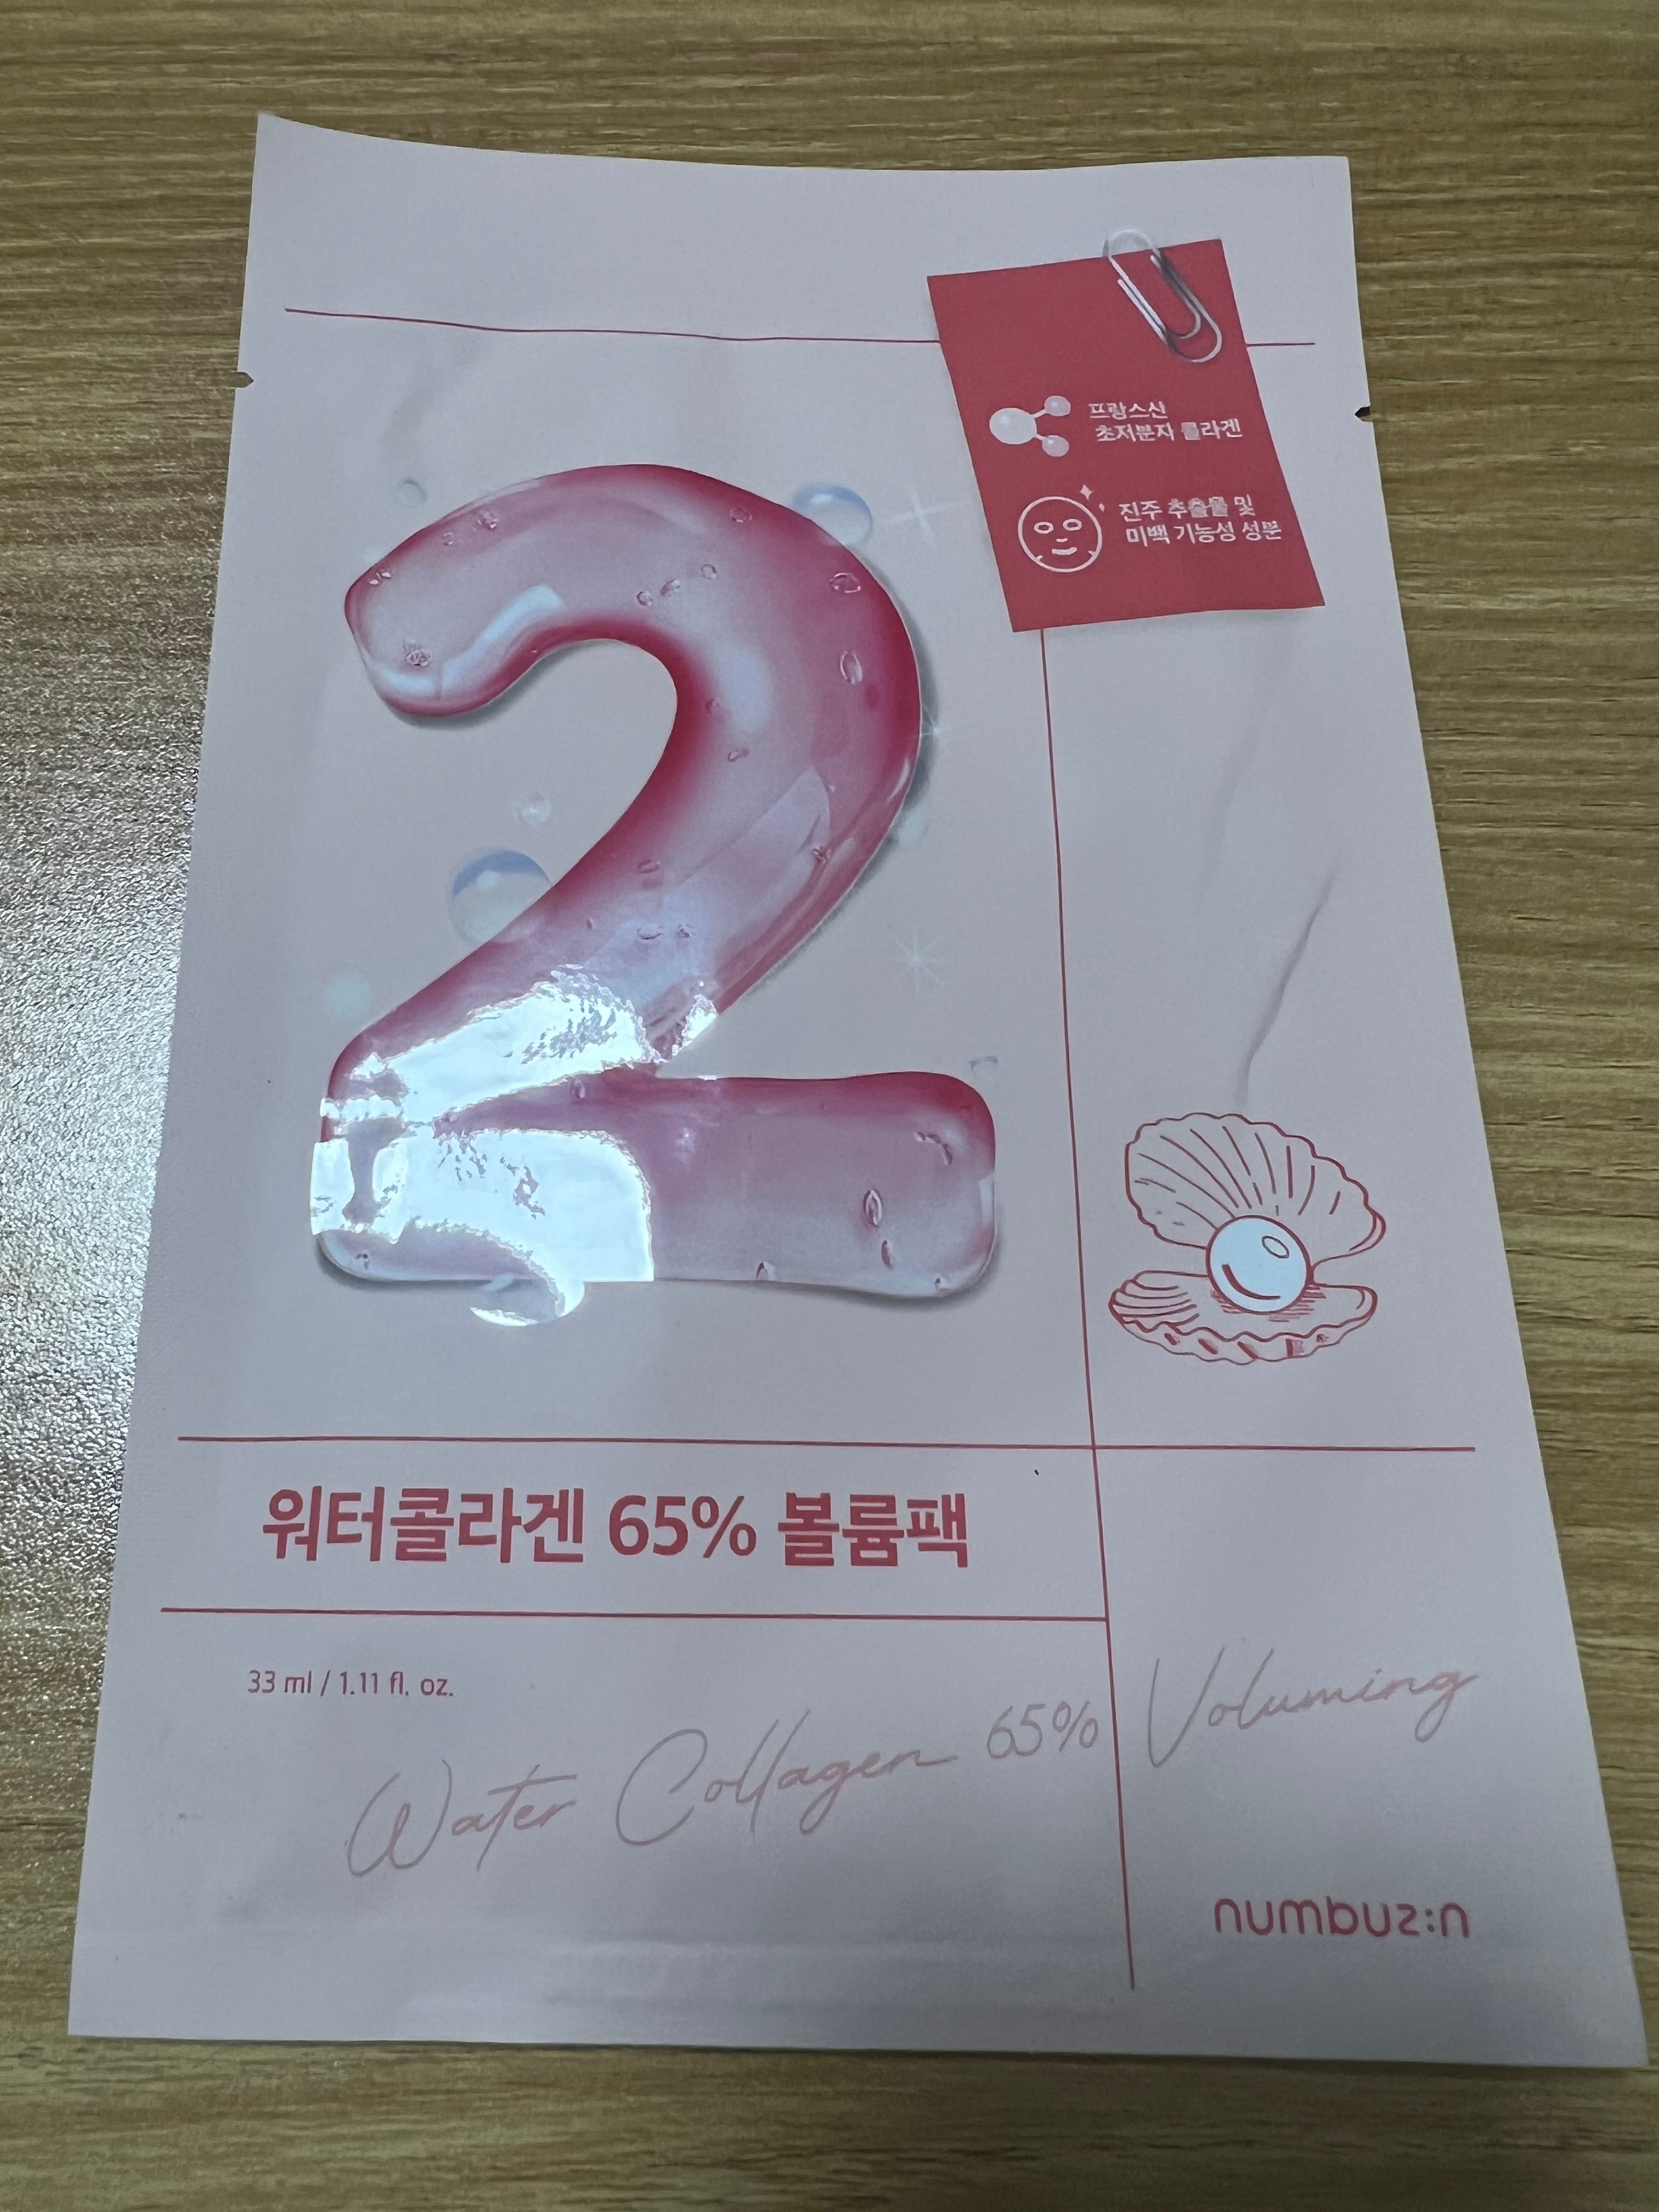 프랑스산
초저분자 콜라겐
진주 추출물 및
미백 기능성 성분
2
워터콜라겐 65% 볼륨팩
33 ml / 1.11 fl. oz.
Water Collagen 65% Voluming
numbuz:n